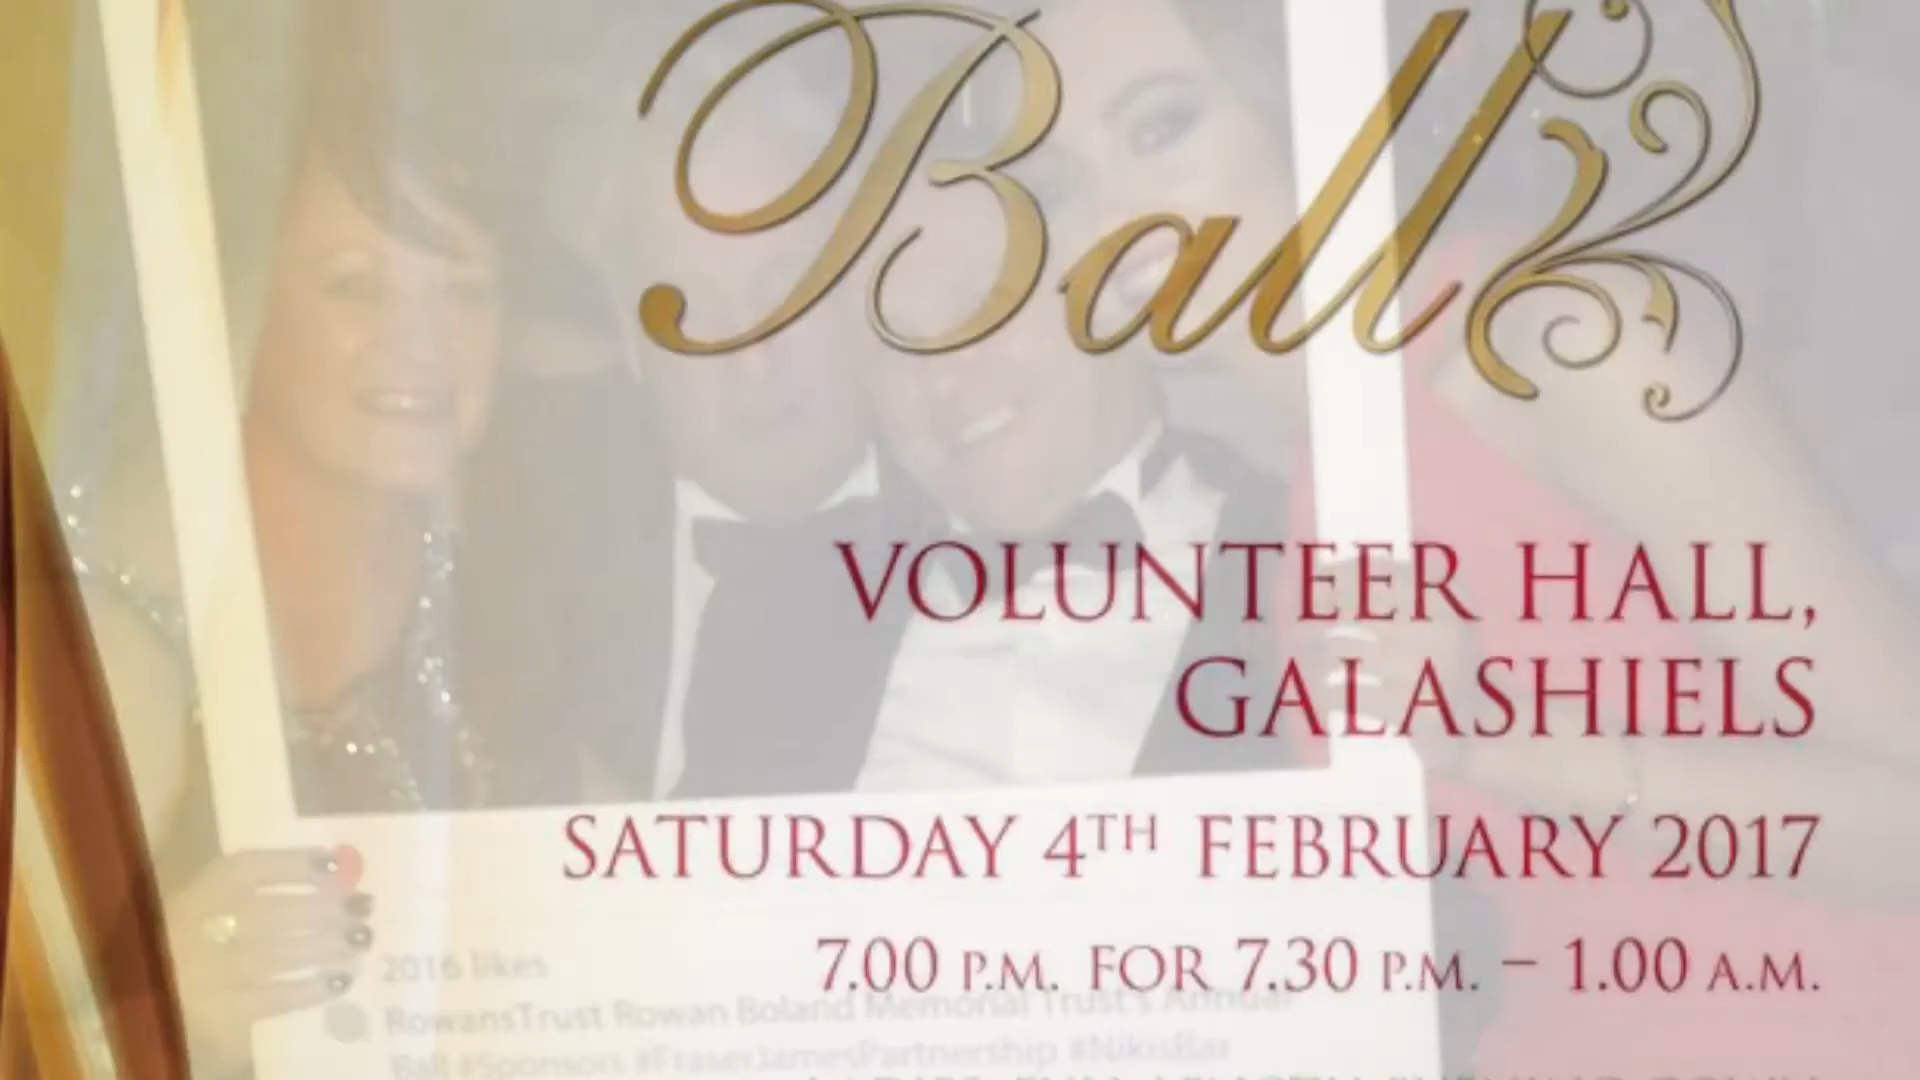 Ball
VOLUNTEER HALL,
GALASHIELS
SATURDAY 4TH FEBRUARY 2017
7.00 P.M. FOR 7.30 P.M. – 1.00 A.M.
2016 likes
RowansTrust Rowan Boland Memorial Trust's Annual
Ball #Sponsors #FraserJamesPartnership #NikisBar